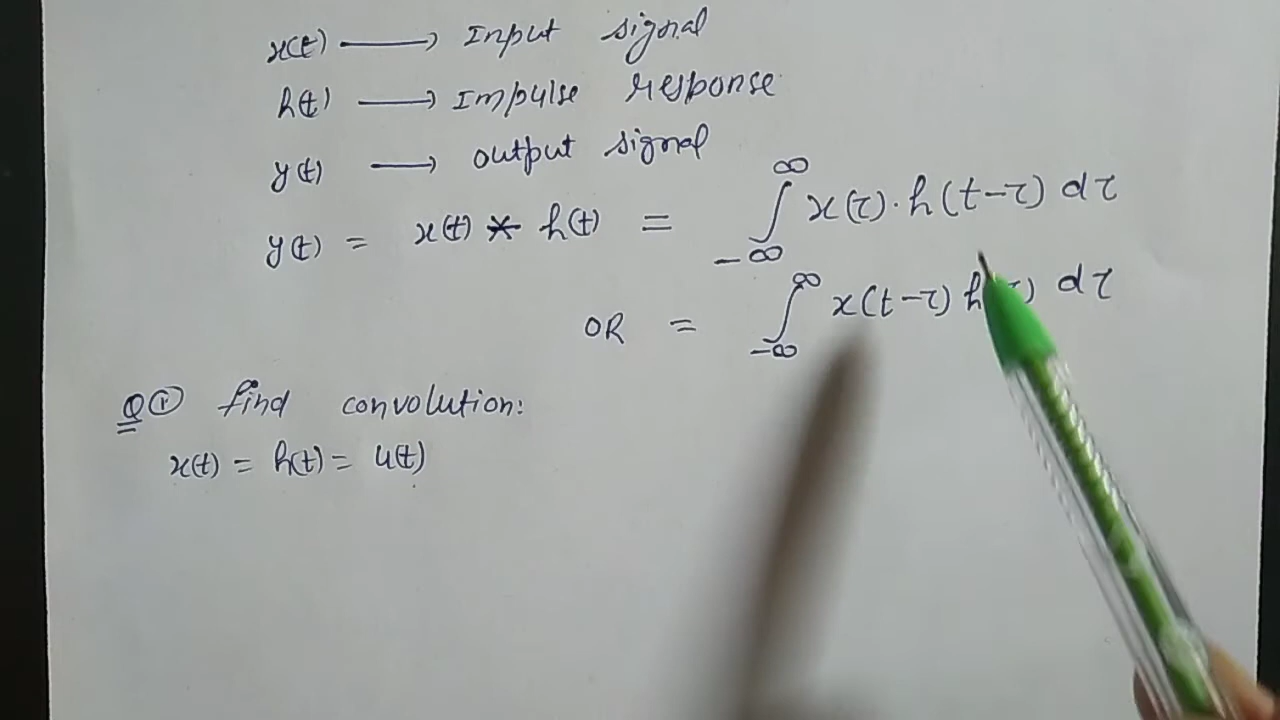 x(t) ⟶ Input signal
h(t) ⟶ Impulse response
y(t) ⟶ output signal
y(t) = x(t) * h(t) = ∫_{-∞}^{∞} x(τ)·h(t-τ) dτ
OR = ∫_{-∞}^{∞} x(t-τ) h(τ) dτ
Q① find convolution:
x(t) = h(t) = u(t)